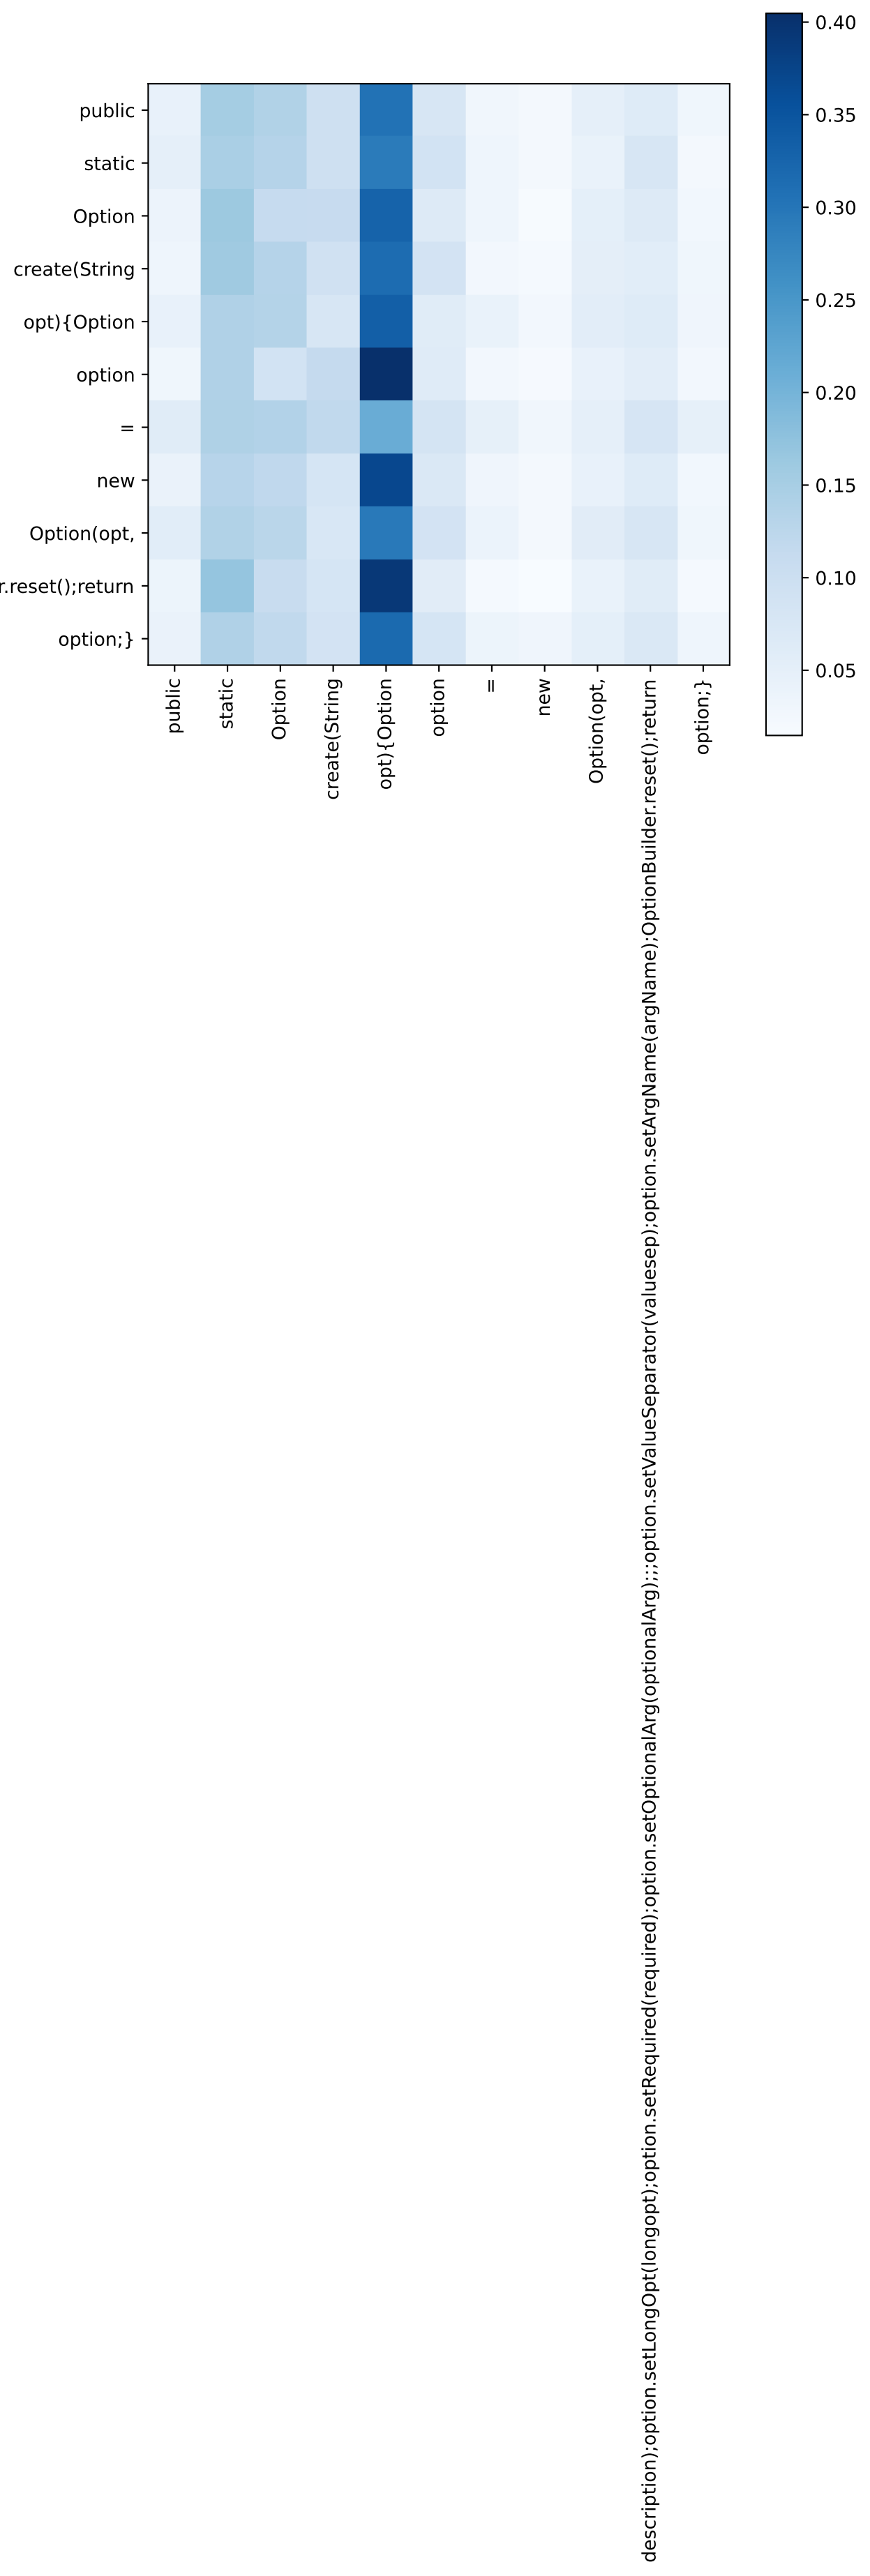 public
static
Option
create(String
opt){Option
option
=
new
Option(opt,
r.reset();return
option;}
public
static
Option
create(String
opt){Option
option
=
new
Option(opt,
description);option.setLongOpt(longopt);option.setRequired(required);option.setOptionalArg(optionalArg);;;option.setValueSeparator(valuesep);option.setArgName(argName);OptionBuilder.reset();return
option;}
0.40
0.35
0.30
0.25
0.20
0.15
0.10
0.05